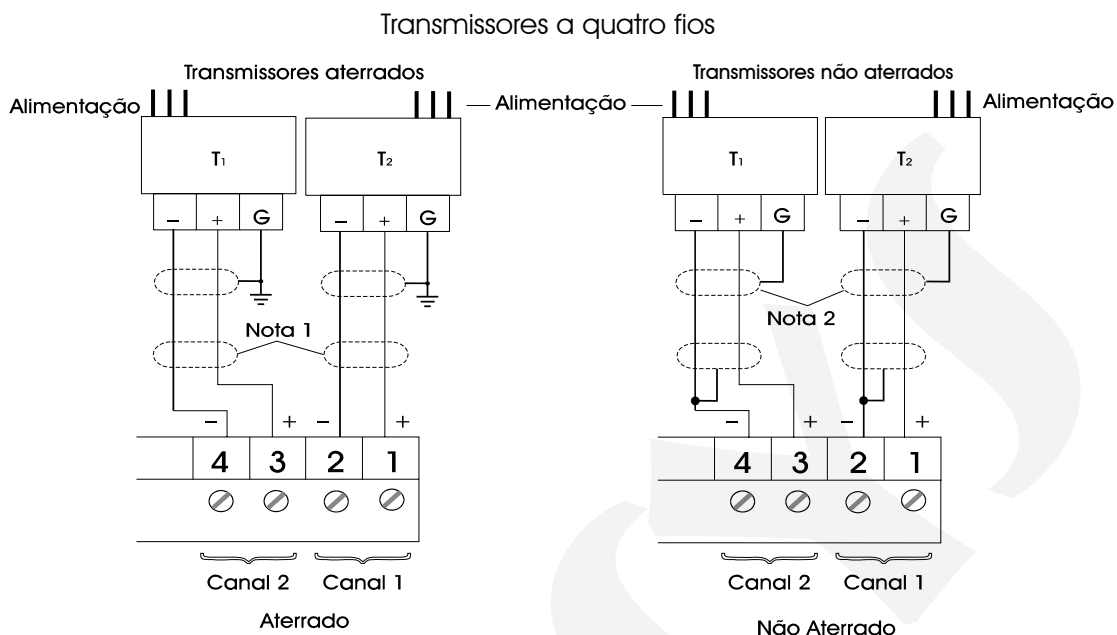 Transmissores a quatro fios
Transmissores aterrados
Transmissores não aterrados
Alimentação
Alimentação
Alimentação
T1
T2
T1
T2
– + G
– + G
– + G
– + G
Nota 1
Nota 2
– + – +
– + – +
4 3 2 1
4 3 2 1
Canal 2 Canal 1
Canal 2 Canal 1
Aterrado
Não Aterrado